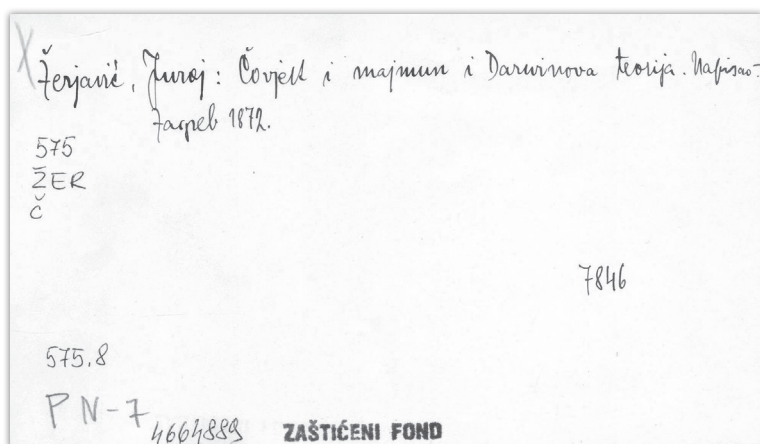 X
Žerjavić, Juraj: Čovjek i majmun i Darwinova teorija. Napisao-
Zagreb 1872.
575
ŽER
Č
7846
575.8
PN-7
4664889
ZAŠTIĆENI FOND